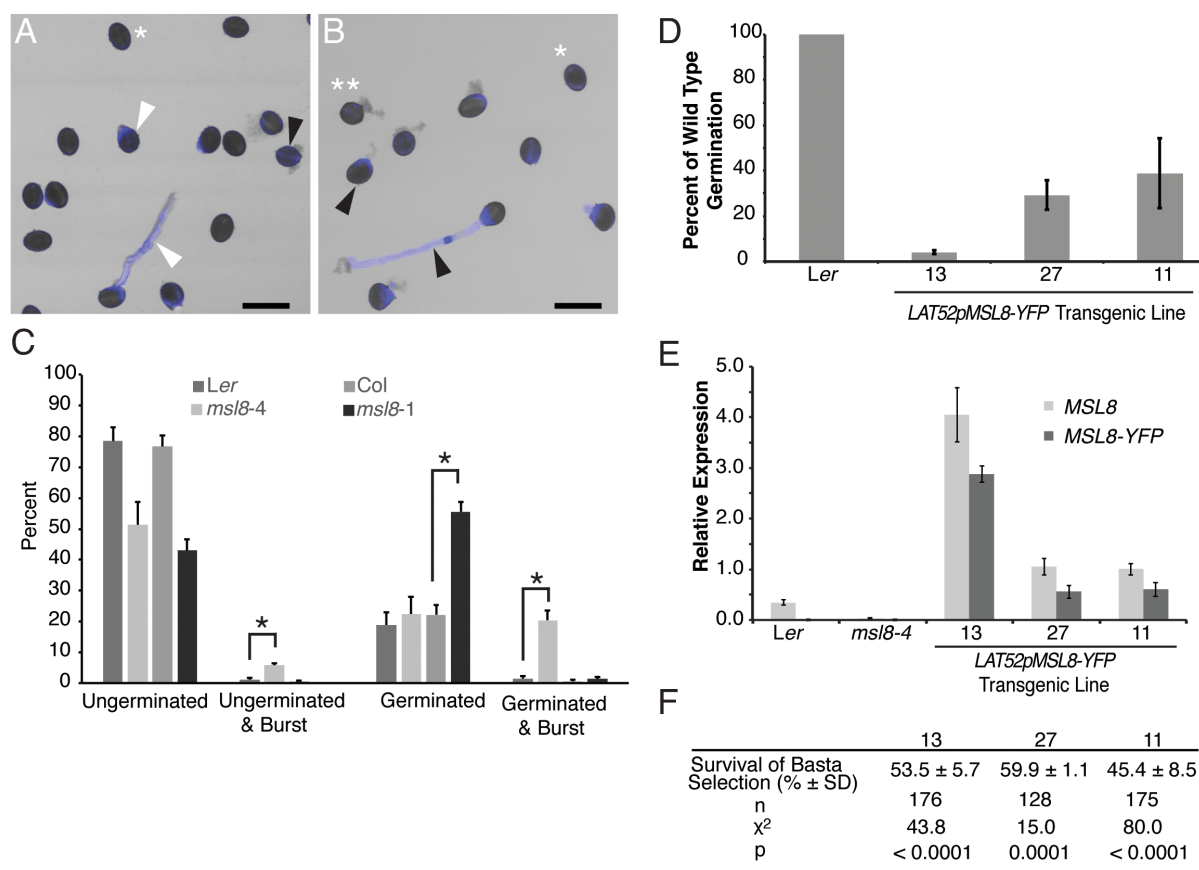 A
*
B
*
**
C
100
90
80
70
60
50
40
30
20
10
0
Percent
Ler
msl8-4
Col
msl8-1
*
*
*
Ungerminated
Ungerminated
& Burst
Germinated
Germinated
& Burst
D
Percent of Wild Type
Germination
100
80
60
40
20
0
Ler
13
27
11
LAT52pMSL8-YFP Transgenic Line
E
Relative Expression
5.0
4.0
3.0
2.0
1.0
0.0
MSL8
MSL8-YFP
Ler
msl8-4
13
27
11
LAT52pMSL8-YFP
Transgenic Line
F
13 27 11
Survival of Basta
Selection (% ± SD) 53.5 ± 5.7 59.9 ± 1.1 45.4 ± 8.5
n 176 128 175
χ² 43.8 15.0 80.0
p < 0.0001 0.0001 < 0.0001